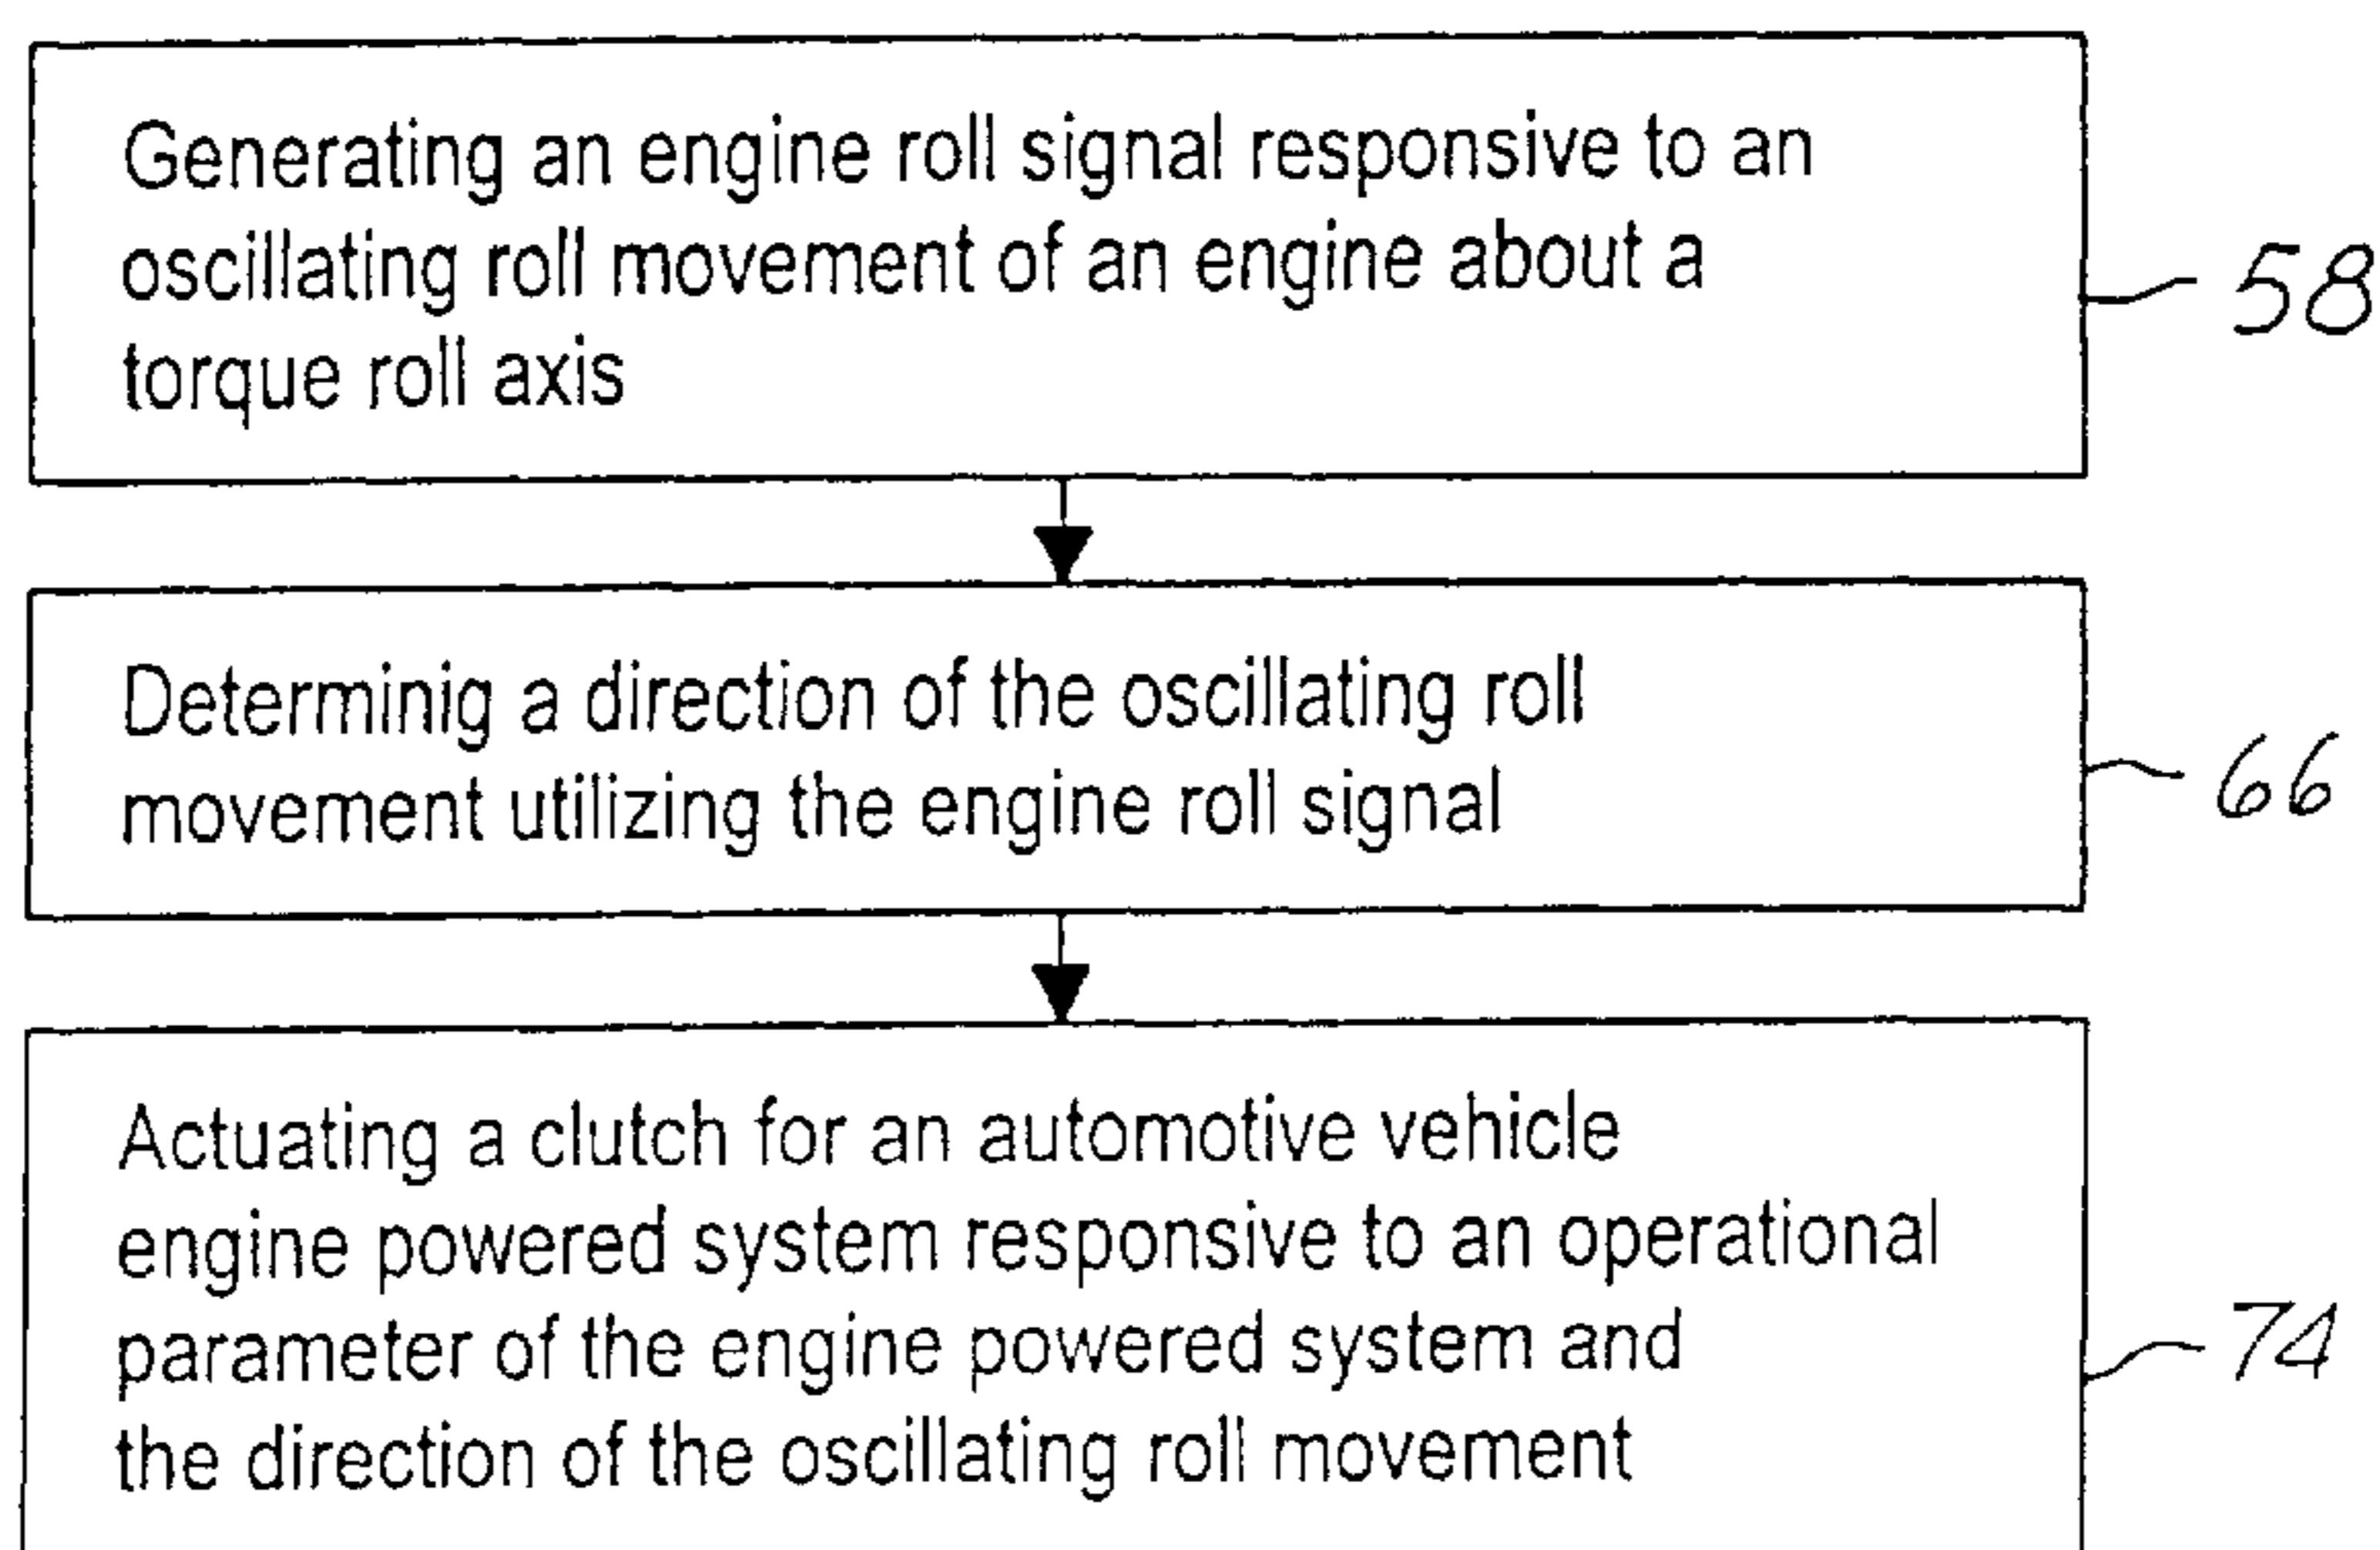 Generating an engine roll signal responsive to an
oscillating roll movement of an engine about a
torque roll axis
58
Determinig a direction of the oscillating roll
movement utilizing the engine roll signal
66
Actuating a clutch for an automotive vehicle
engine powered system responsive to an operational
parameter of the engine powered system and
the direction of the oscillating roll movement
74